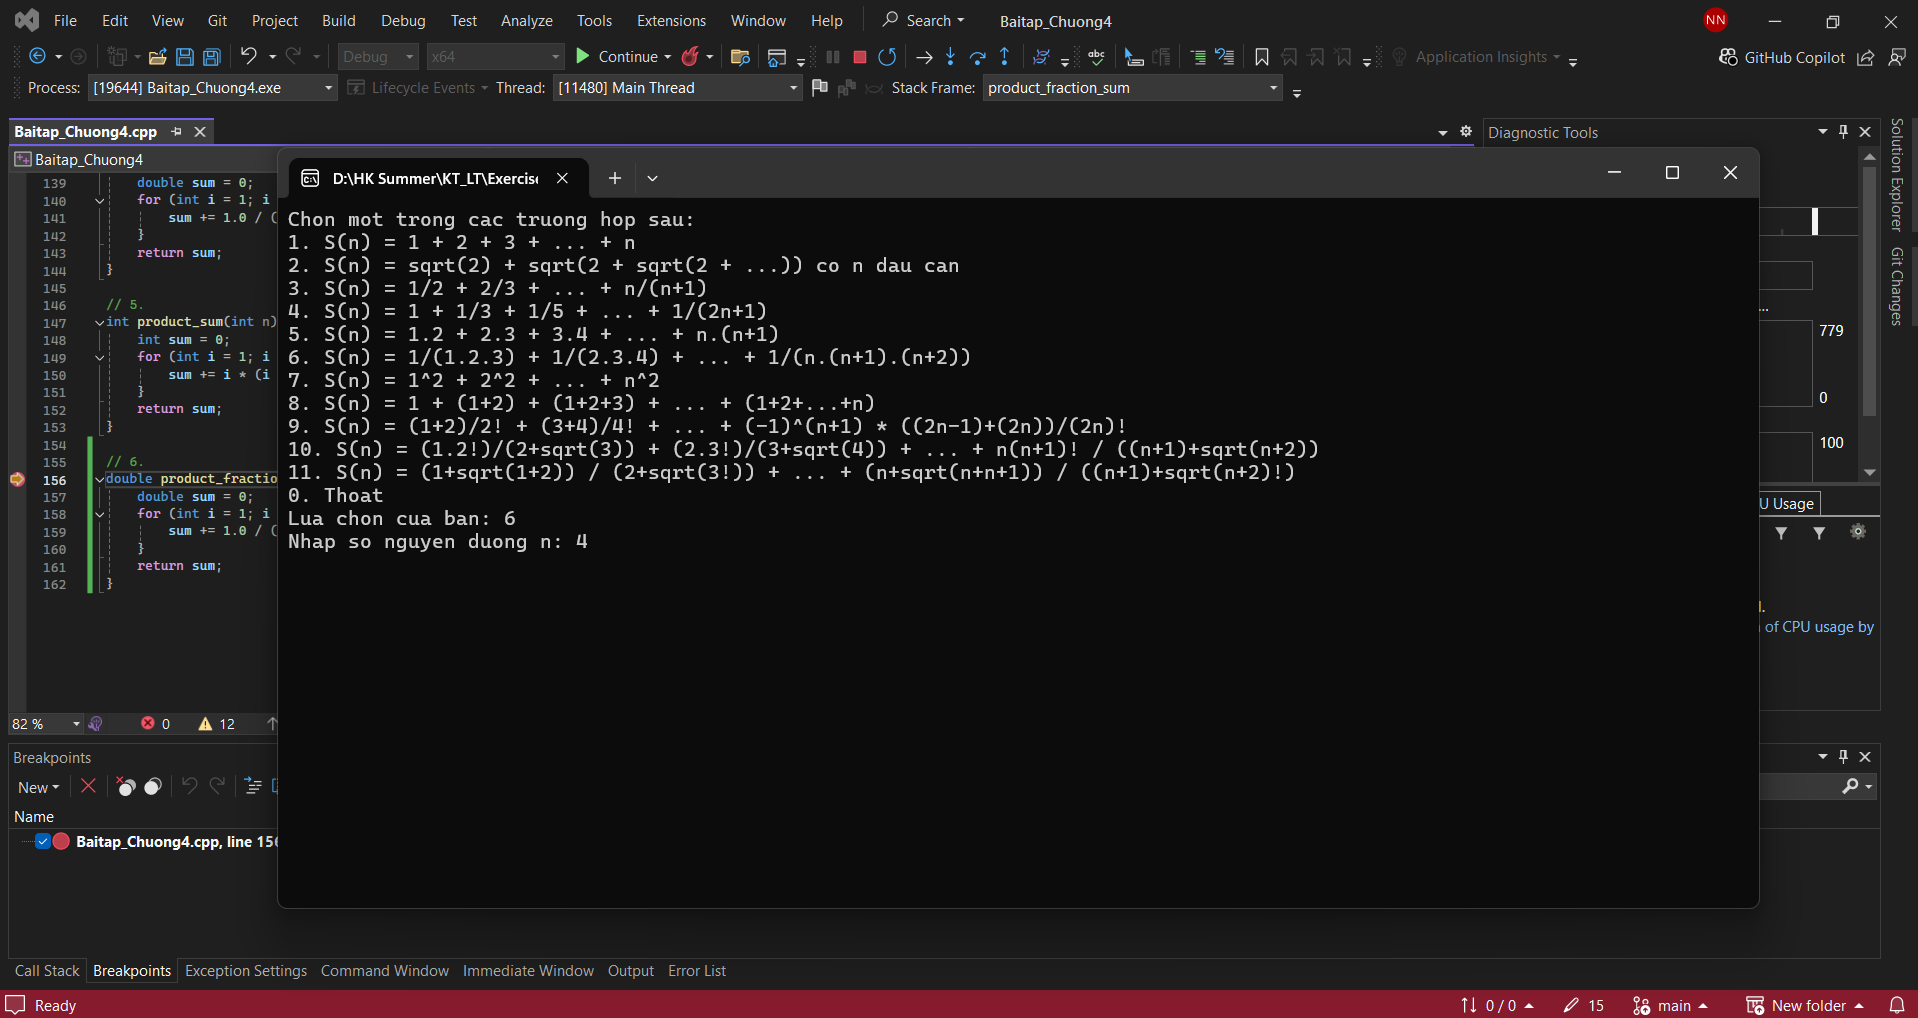 File Edit View Git Project Build Debug Test Analyze Tools Extensions Window Help Search Baitap_Chuong4 NN
Debug x64 Continue Application Insights GitHub Copilot
Process: [19644] Baitap_Chuong4.exe Lifecycle Events Thread: [11480] Main Thread Stack Frame: product_fraction_sum
Baitap_Chuong4.cpp
Diagnostic Tools
Baitap_Chuong4
139 double sum = 0;
140 for (int i = 1; i
141 sum += 1.0 / (
142 }
143 return sum;
144 }
145
146 // 5.
147 int product_sum(int n)
148 int sum = 0;
149 for (int i = 1; i
150 sum += i * (i
151 }
152 return sum;
153 }
154
155 // 6.
156 double product_fractio
157 double sum = 0;
158 for (int i = 1; i
159 sum += 1.0 / (
160 }
161 return sum;
162 }
82 % 0 12
D:\HK Summer\KT_LT\Exercis
Chon mot trong cac truong hop sau:
1. S(n) = 1 + 2 + 3 + ... + n
2. S(n) = sqrt(2) + sqrt(2 + sqrt(2 + ...)) co n dau can
3. S(n) = 1/2 + 2/3 + ... + n/(n+1)
4. S(n) = 1 + 1/3 + 1/5 + ... + 1/(2n+1)
5. S(n) = 1.2 + 2.3 + 3.4 + ... + n.(n+1)
6. S(n) = 1/(1.2.3) + 1/(2.3.4) + ... + 1/(n.(n+1).(n+2))
7. S(n) = 1^2 + 2^2 + ... + n^2
8. S(n) = 1 + (1+2) + (1+2+3) + ... + (1+2+...+n)
9. S(n) = (1+2)/2! + (3+4)/4! + ... + (-1)^(n+1) * ((2n-1)+(2n))/(2n)!
10. S(n) = (1.2!)/(2+sqrt(3)) + (2.3!)/(3+sqrt(4)) + ... + n(n+1)! / ((n+1)+sqrt(n+2))
11. S(n) = (1+sqrt(1+2)) / (2+sqrt(3!)) + ... + (n+sqrt(n+n+1)) / ((n+1)+sqrt(n+2)!)
0. Thoat
Lua chon cua ban: 6
Nhap so nguyen duong n: 4
...
779
0
100
U Usage
of CPU usage by
Solution Explorer
Git Changes
Breakpoints
New
Name
Baitap_Chuong4.cpp, line 156
Call Stack Breakpoints Exception Settings Command Window Immediate Window Output Error List
Ready 0 / 0 15 main New folder